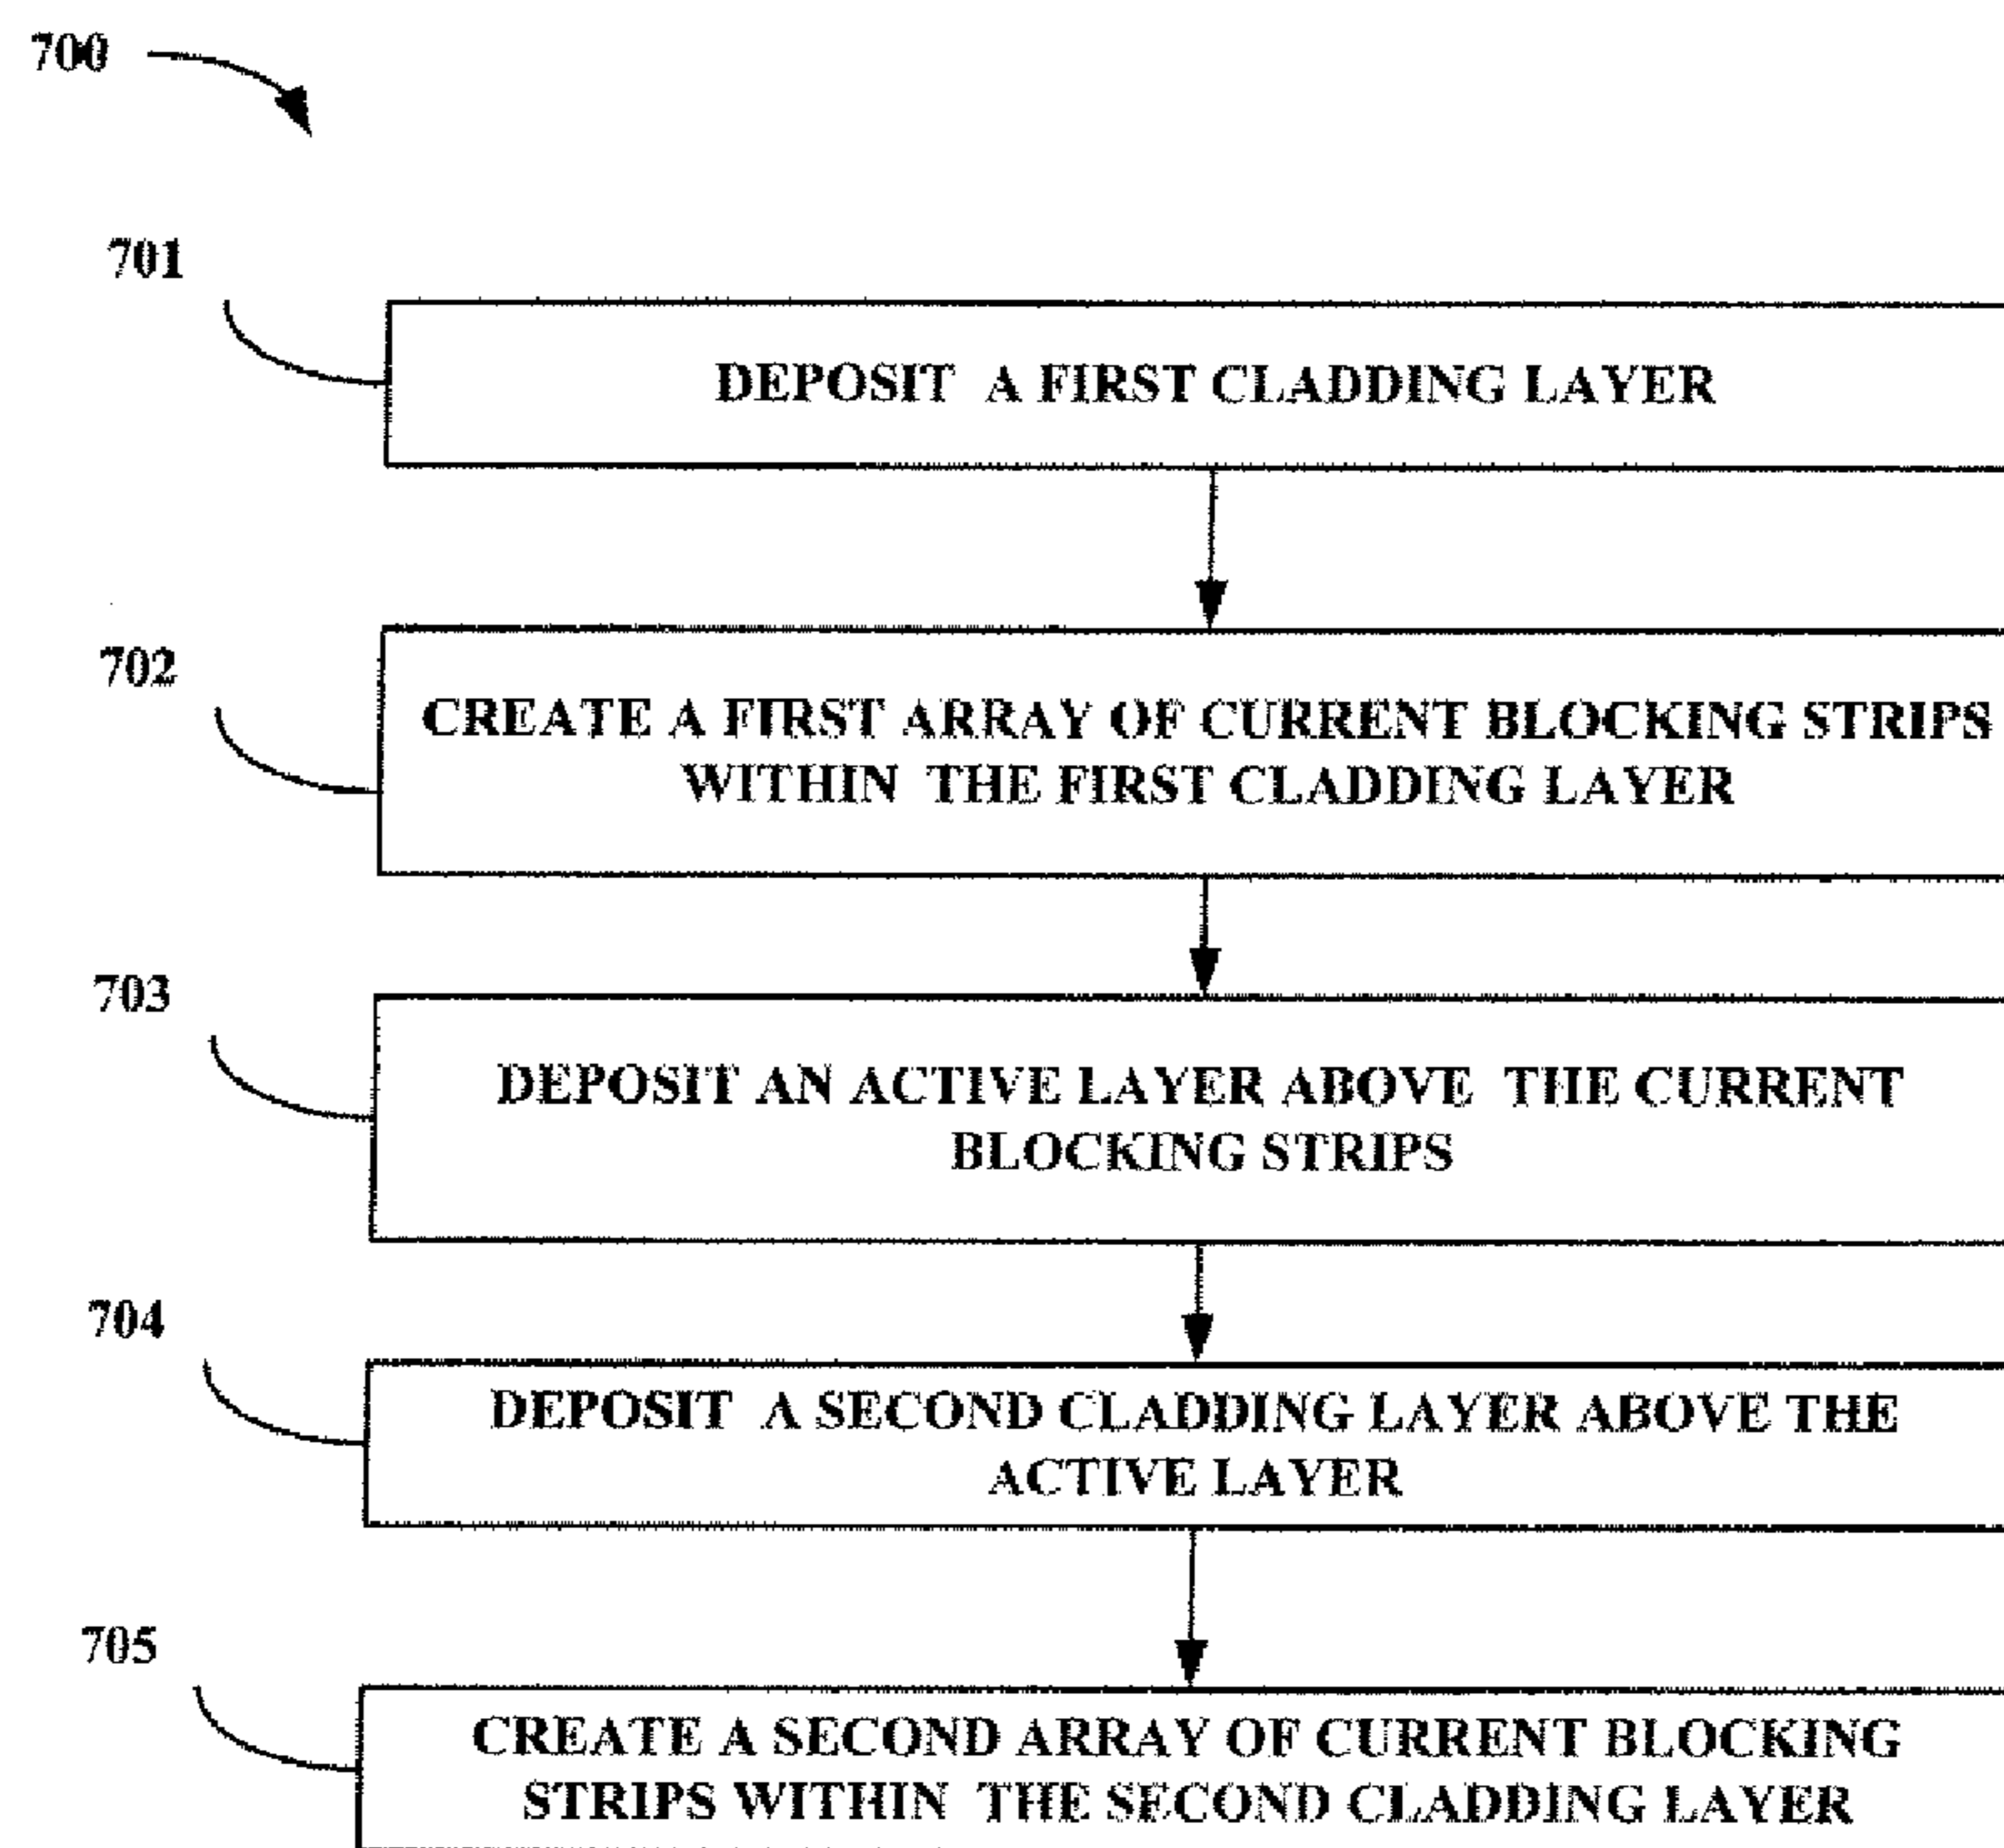 700
701
DEPOSIT A FIRST CLADDING LAYER
702
CREATE A FIRST ARRAY OF CURRENT BLOCKING STRIPS
WITHIN THE FIRST CLADDING LAYER
703
DEPOSIT AN ACTIVE LAYER ABOVE THE CURRENT
BLOCKING STRIPS
704
DEPOSIT A SECOND CLADDING LAYER ABOVE THE
ACTIVE LAYER
705
CREATE A SECOND ARRAY OF CURRENT BLOCKING
STRIPS WITHIN THE SECOND CLADDING LAYER